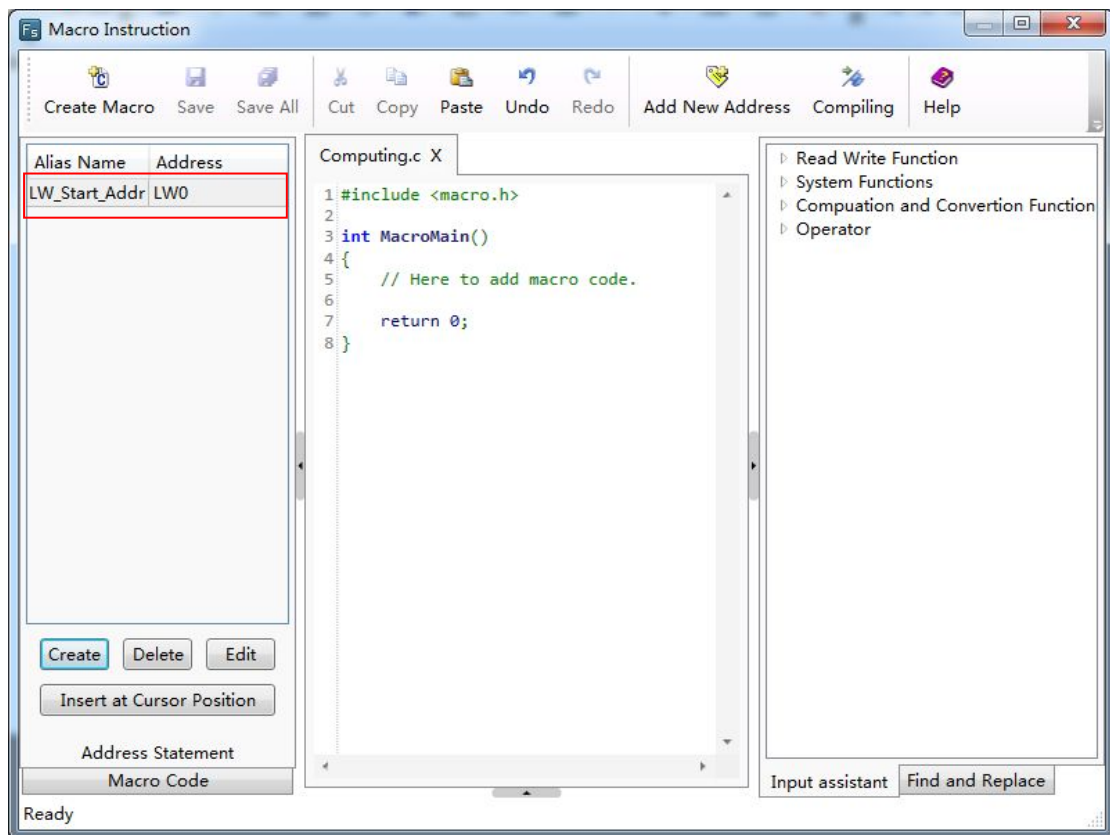 Fs Macro Instruction
Create Macro Save Save All Cut Copy Paste Undo Redo Add New Address Compiling Help
Alias Name Address
LW_Start_Addr LW0
Create Delete Edit
Insert at Cursor Position
Address Statement
Macro Code
Computing.c X
1 #include <macro.h>
2
3 int MacroMain()
4 {
5 // Here to add macro code.
6
7 return 0;
8 }
Read Write Function
System Functions
Compuation and Convertion Function
Operator
Input assistant Find and Replace
Ready